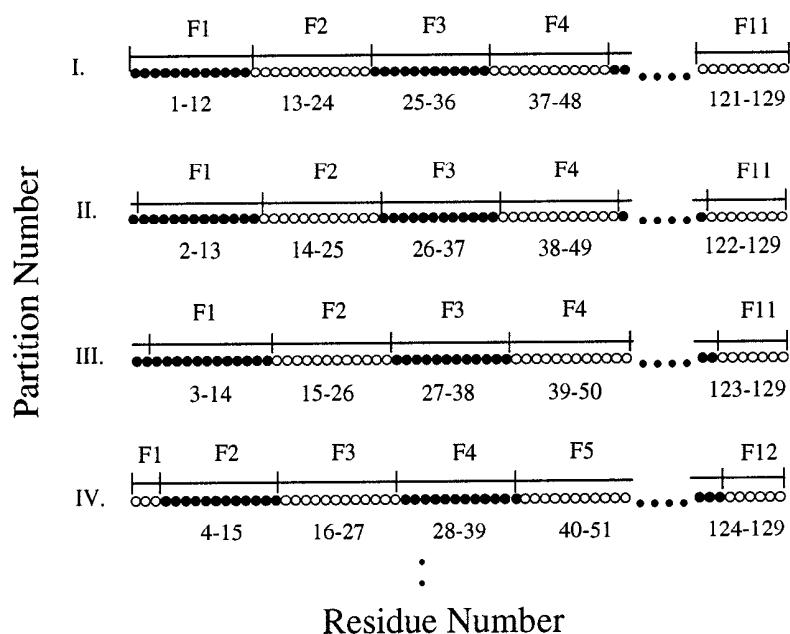 F1 F2 F3 F4 F11
I.
1-12 13-24 25-36 37-48 121-129
F1 F2 F3 F4 F11
II.
2-13 14-25 26-37 38-49 122-129
F1 F2 F3 F4 F11
III.
3-14 15-26 27-38 39-50 123-129
F1 F2 F3 F4 F5 F12
IV.
4-15 16-27 28-39 40-51 124-129
Partition Number
Residue Number